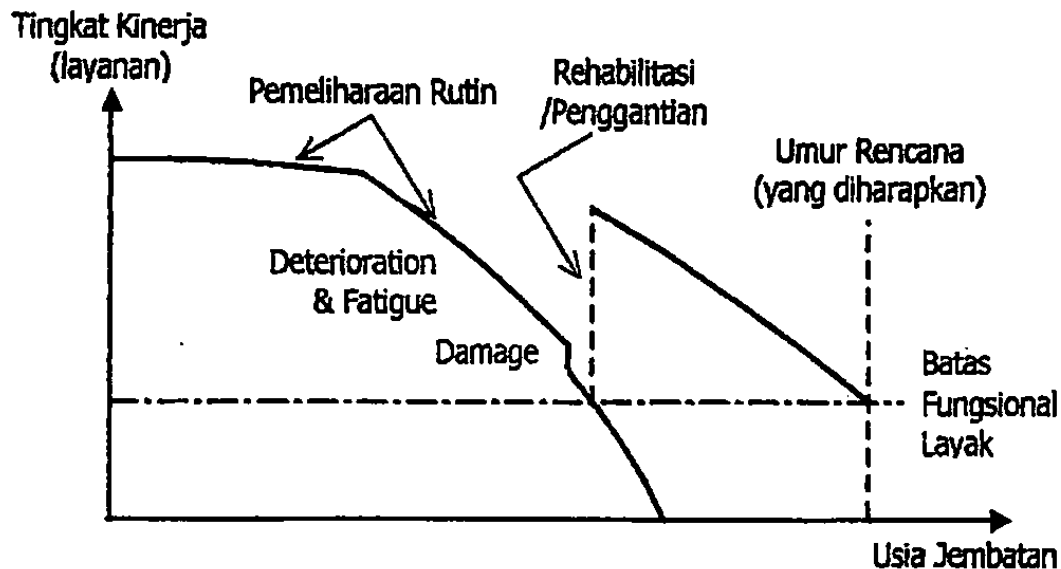 Tingkat Kinerja
(layanan)
Pemeliharaan Rutin
Rehabilitasi
/Penggantian
Umur Rencana
(yang diharapkan)
Deterioration
& Fatigue
Damage
Batas
Fungsional
Layak
Usia Jembatan